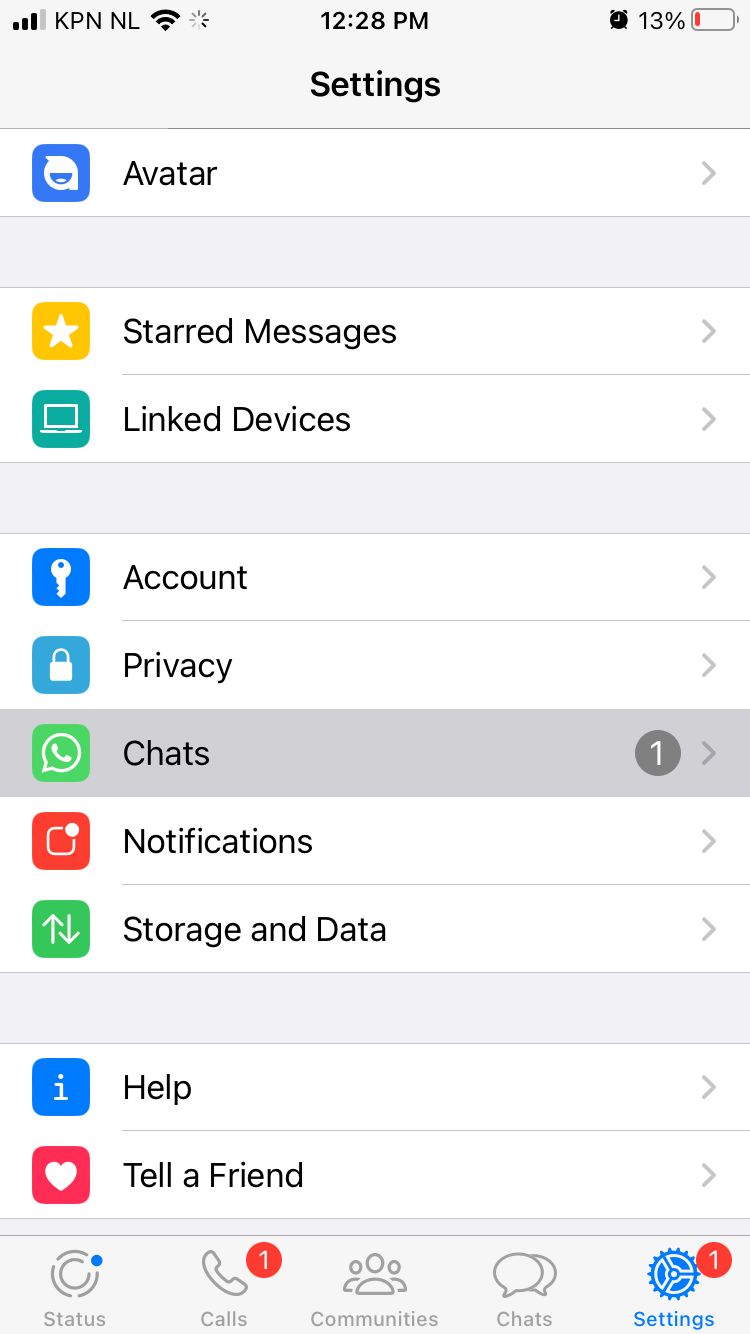 KPN NL 12:28 PM 13%
Settings
Avatar
Starred Messages
Linked Devices
Account
Privacy
Chats 1
Notifications
Storage and Data
Help
Tell a Friend
1 1
Status Calls Communities Chats Settings